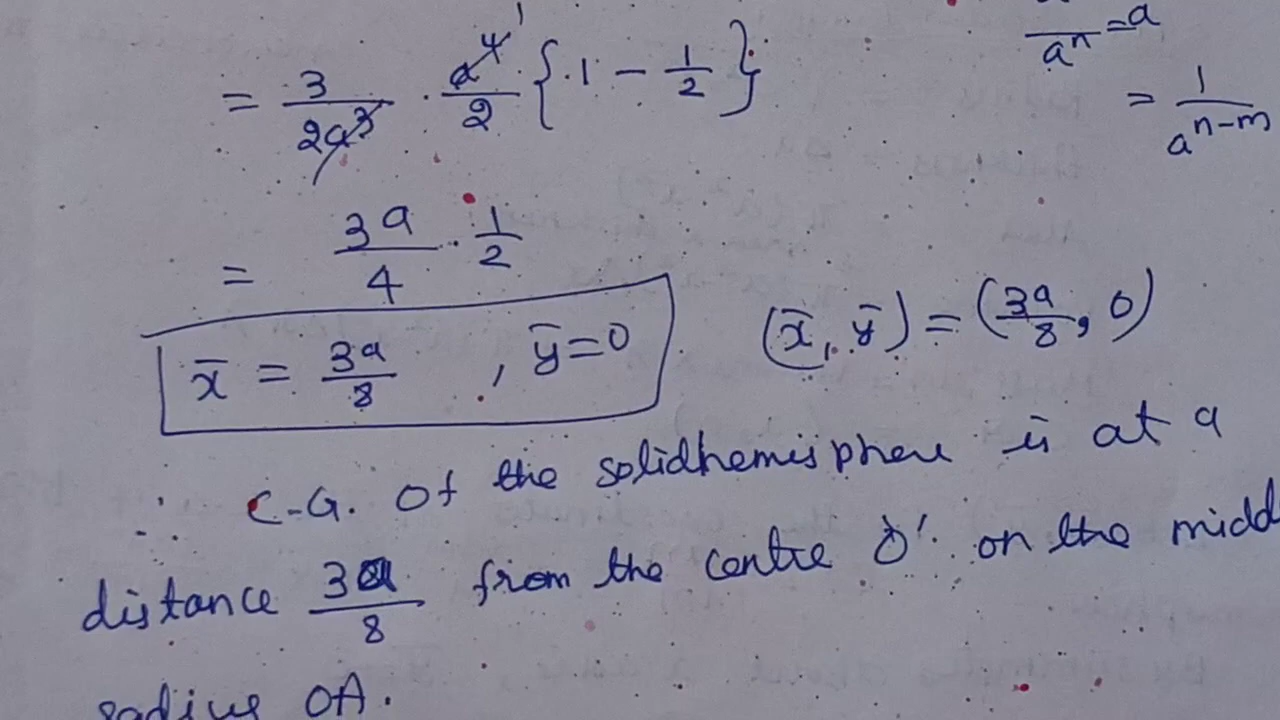 = 3/2a³ · a⁴/2 {1 − 1/2}
aⁿ = a
= 1/aⁿ⁻ᵐ
= 3a/4 · 1/2
x̄ = 3a/8 , ȳ=0
(x̄, ȳ) = (3a/8, 0)
∴ C.G. Of the solidhemisphere is at a
distance 3a/8 from the centre 'O' on the midd
radius OA.